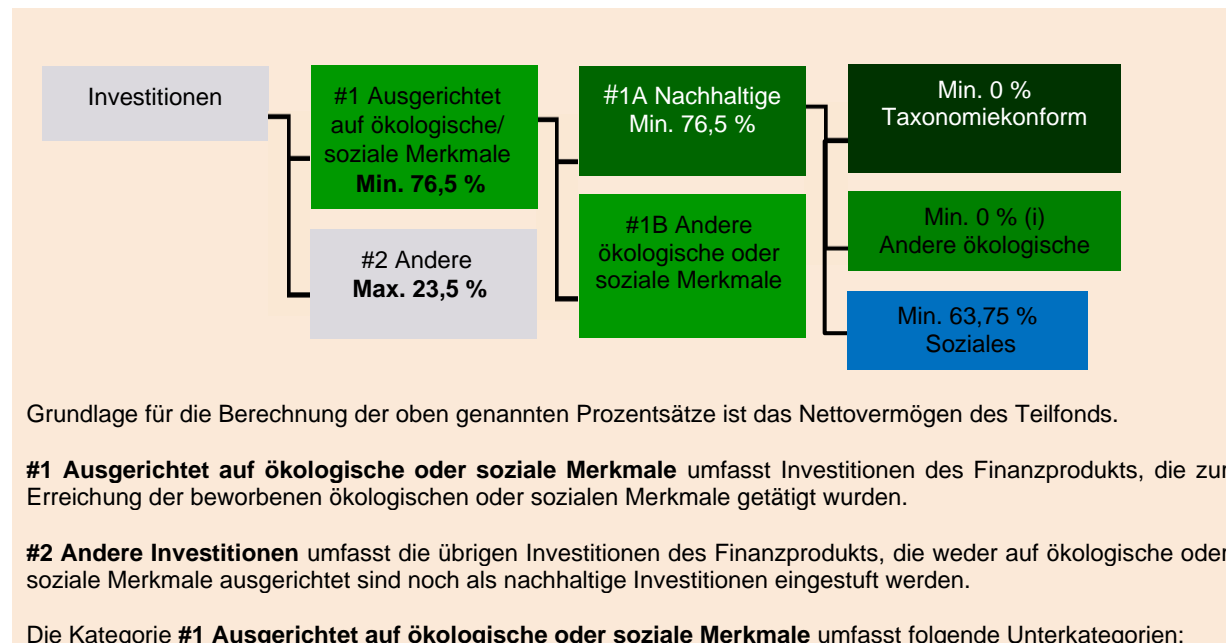 Investitionen
#1 Ausgerichtet
auf ökologische/
soziale Merkmale
Min. 76,5 %
#2 Andere
Max. 23,5 %
#1A Nachhaltige
Min. 76,5 %
#1B Andere
ökologische oder
soziale Merkmale
Min. 0 %
Taxonomiekonform
Min. 0 % (i)
Andere ökologische
Min. 63,75 %
Soziales
Grundlage für die Berechnung der oben genannten Prozentsätze ist das Nettovermögen des Teilfonds.
#1 Ausgerichtet auf ökologische oder soziale Merkmale umfasst Investitionen des Finanzprodukts, die zur
Erreichung der beworbenen ökologischen oder sozialen Merkmale getätigt wurden.
#2 Andere Investitionen umfasst die übrigen Investitionen des Finanzprodukts, die weder auf ökologische oder
soziale Merkmale ausgerichtet sind noch als nachhaltige Investitionen eingestuft werden.
Die Kategorie #1 Ausgerichtet auf ökologische oder soziale Merkmale umfasst folgende Unterkategorien: